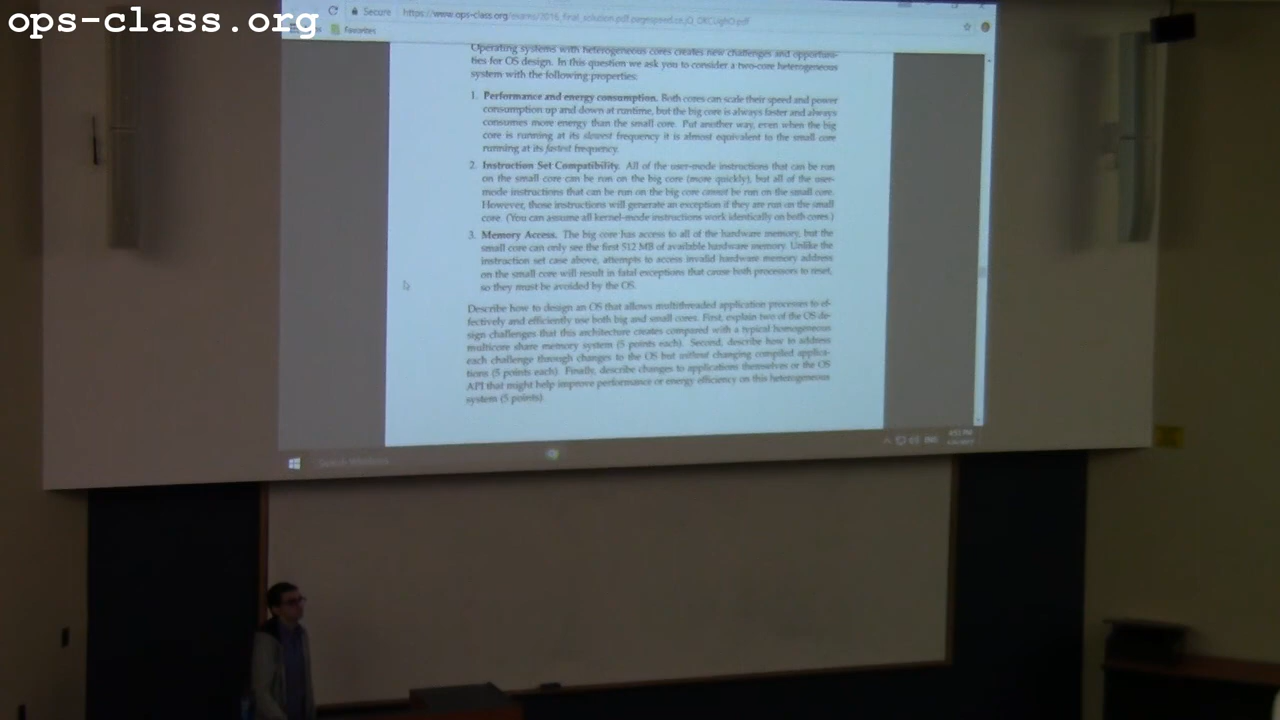 ops-class.org
Secure https://www.ops-class.org/exams/2016_final_solution.pdf
Favorites
Operating systems with heterogeneous cores creates new challenges and opportuni-
ties for OS design. In this question we ask you to consider a two-core heterogeneous
system with the following properties:
1. Performance and energy consumption. Both cores can scale their speed and power
consumption up and down at runtime, but the big core is always faster and always
consumes more energy than the small core. Put another way, even when the big
core is running at its slowest frequency it is almost equivalent to the small core
running at its fastest frequency.
2. Instruction Set Compatibility. All of the user-mode instructions that can be run
on the small core can be run on the big core (more quickly), but all of the user-
mode instructions that can be run on the big core cannot be run on the small core.
However, those instructions will generate an exception if they are run on the small
core. (You can assume all kernel-mode instructions work identically on both cores.)
3. Memory Access. The big core has access to all of the hardware memory, but the
small core can only see the first 512 MB of available hardware memory. Unlike the
instruction set case above, attempts to access invalid hardware memory address
on the small core will result in fatal exceptions that cause both processors to reset,
so they must be avoided by the OS.
Describe how to design an OS that allows multithreaded application processes to ef-
fectively and efficiently use both big and small cores. First, explain two of the OS de-
sign challenges that this architecture creates compared with a typical homogeneous
multicore share memory system (5 points each). Second, describe how to address
each challenge through changes to the OS but without changing compiled applica-
tions (5 points each). Finally, describe changes to applications themselves or the OS
API that might help improve performance or energy efficiency on this heterogeneous
system (5 points).
Search Windows